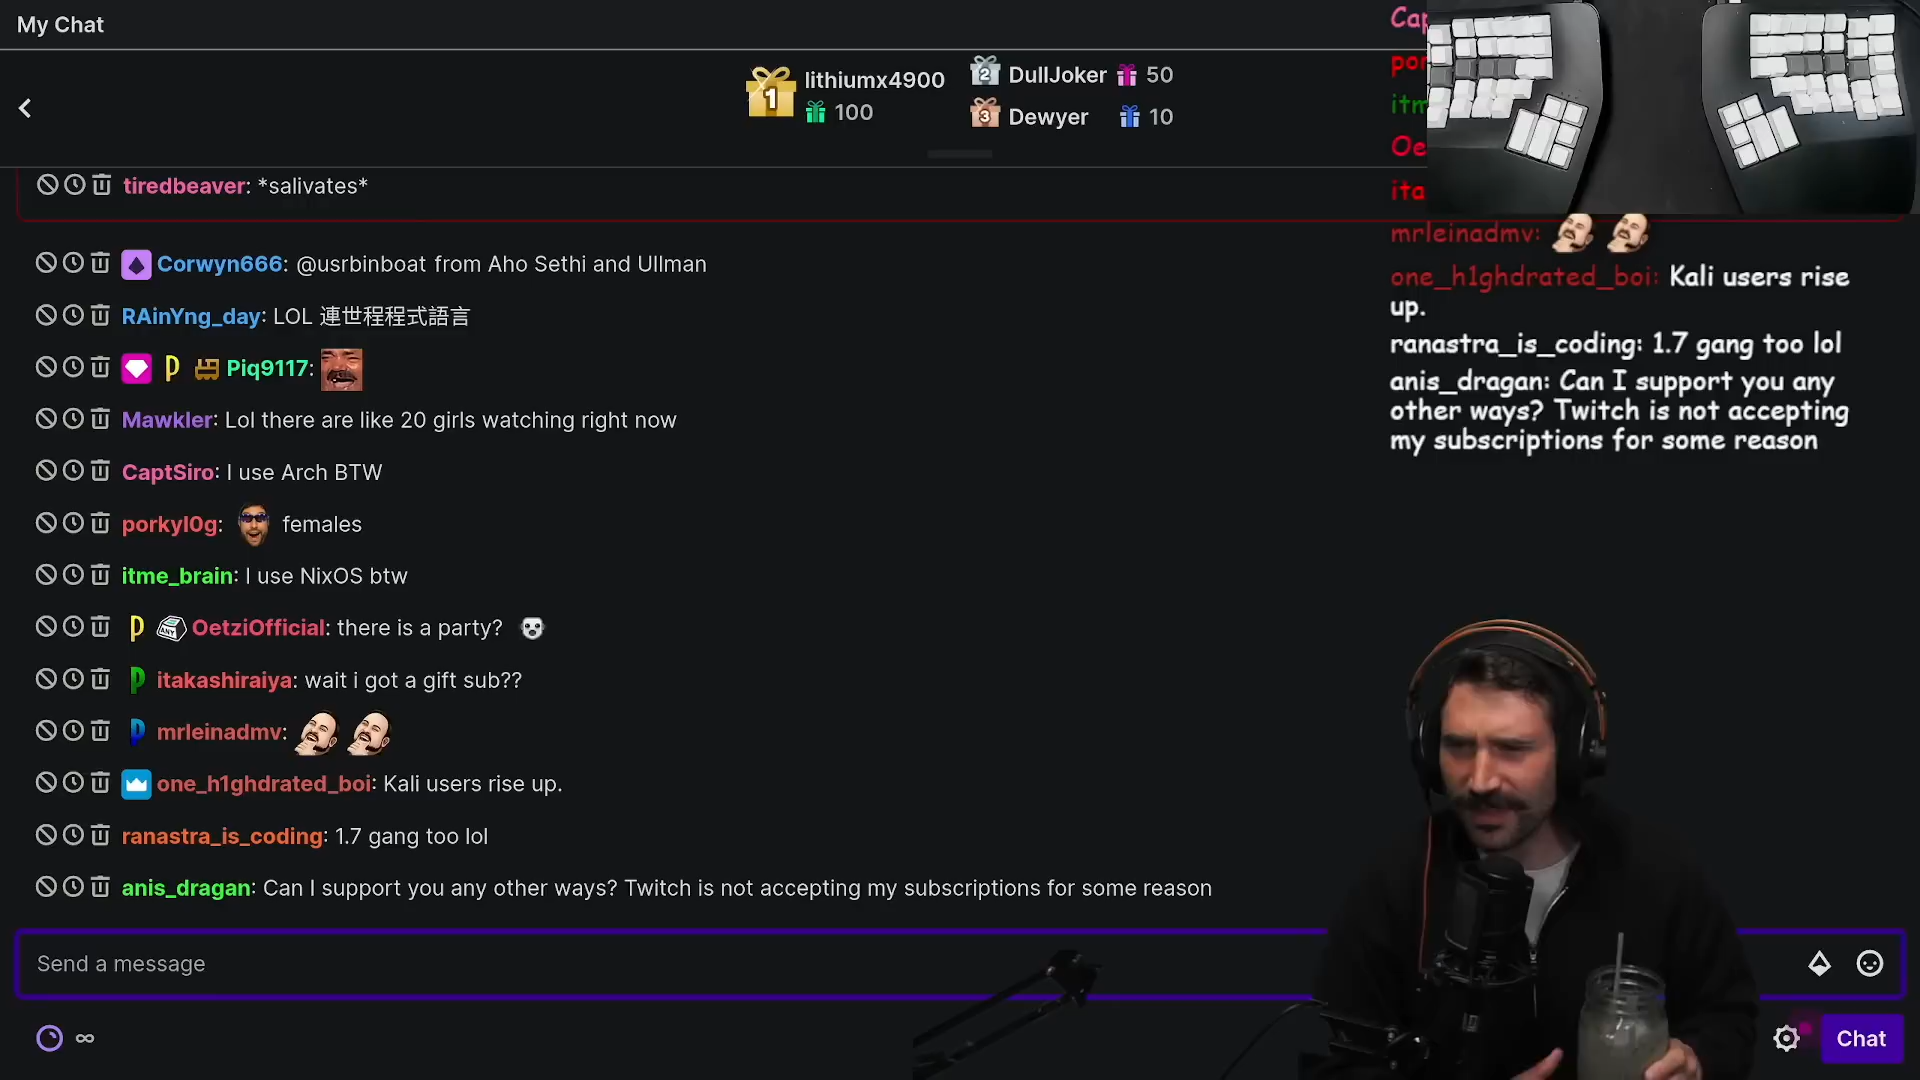 My Chat
lithiumx4900
100
DullJoker 50
Dewyer 10
tiredbeaver: *salivates*
Corwyn666: @usrbinboat from Aho Sethi and Ullman
RAinYng_day: LOL 連世程程式語言
Piq9117:
Mawkler: Lol there are like 20 girls watching right now
CaptSiro: I use Arch BTW
porkyl0g: females
itme_brain: I use NixOS btw
OetziOfficial: there is a party?
itakashiraiya: wait i got a gift sub??
mrleinadmv:
one_h1ghdrated_boi: Kali users rise up.
ranastra_is_coding: 1.7 gang too lol
anis_dragan: Can I support you any other ways? Twitch is not accepting my subscriptions for some reason
Send a message
Chat
Cap
por
itm
Oe
ita
mrleinadmv:
one_h1ghdrated_boi: Kali users rise
up.
ranastra_is_coding: 1.7 gang too lol
anis_dragan: Can I support you any
other ways? Twitch is not accepting
my subscriptions for some reason